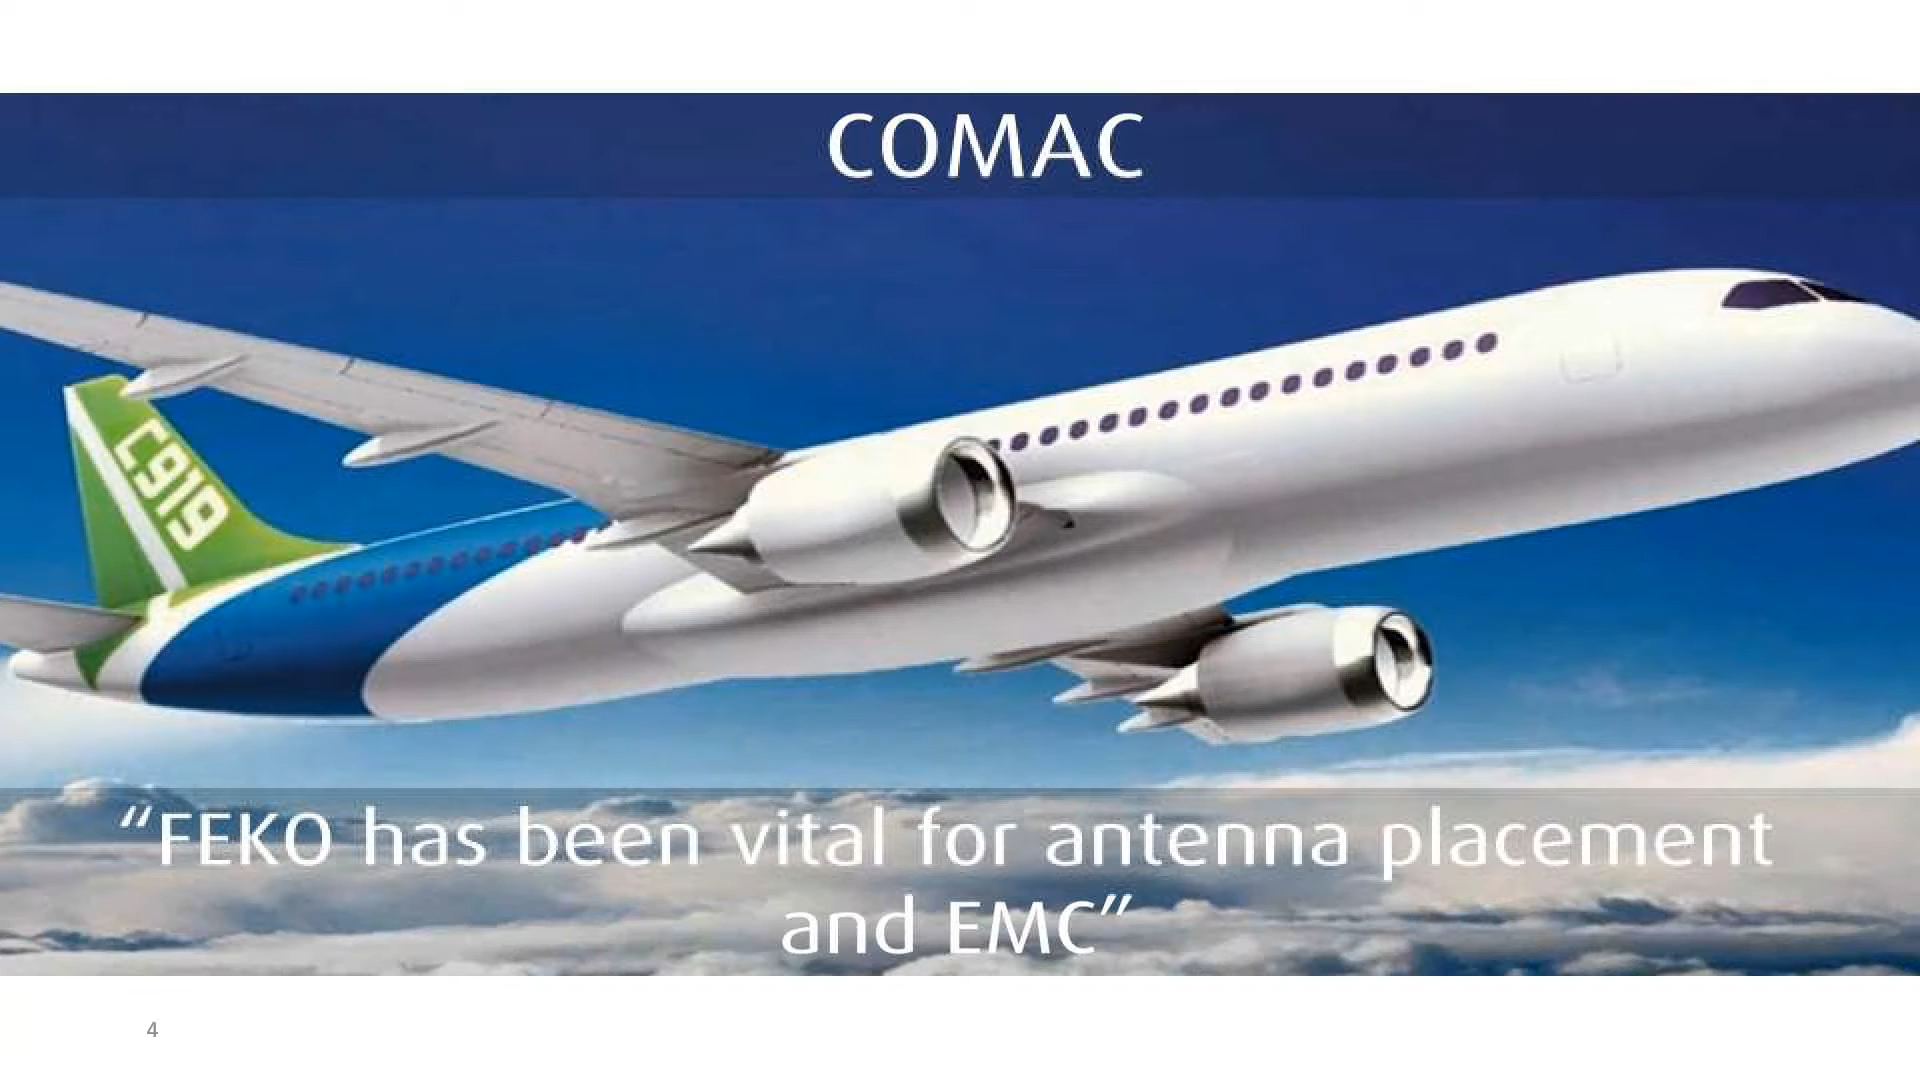 COMAC
C919
“FEKO has been vital for antenna placement
and EMC”
4